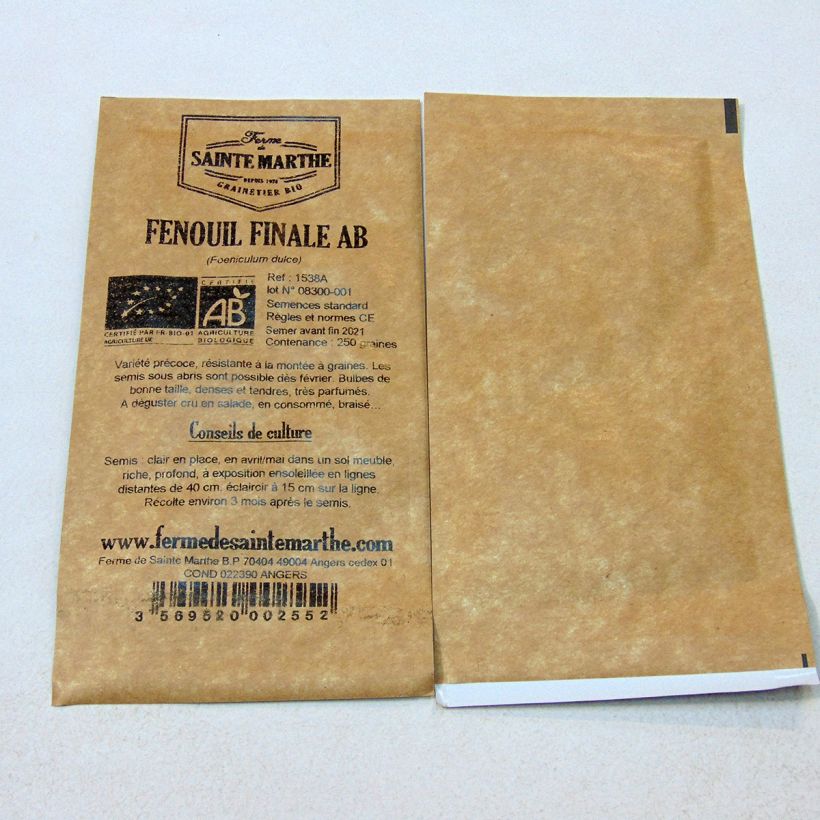 Ferme
de
SAINTE MARTHE
DEPUIS 1974
GRAINETIER BIO
FENOUIL FINALE AB
(Foeniculum dulce)
CERTIFIÉ PAR FR-BIO-01
AGRICULTURE UE
CERTIFIÉ
AB
AGRICULTURE
BIOLOGIQUE
Ref : 1538A
lot N° 08300-001
Semences standard
Règles et normes CE
Semer avant fin 2021
Contenance : 250 graines
Variété précoce, résistante à la montée à graines. Les
semis sous abris sont possible dès février. Bulbes de
bonne taille, denses et tendres, très parfumés.
A déguster cru en salade, en consommé, braisé...
Conseils de culture
Semis : clair en place, en avril/mai dans un sol meuble,
riche, profond, à exposition ensoleillée en lignes
distantes de 40 cm. éclaircir à 15 cm sur la ligne.
Récolte environ 3 mois après le semis.
www.fermedesaintemarthe.com
Ferme de Sainte Marthe B.P 70404 49004 Angers cedex 01
COND 022390 ANGERS
3 569520 002552